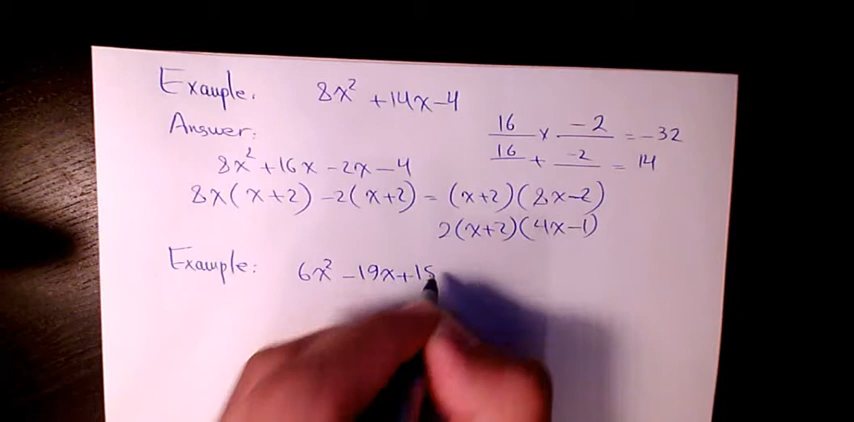 Example: 8x² + 14x - 4
Answer: 16 × -2 = -32
16 + -2 = 14
8x² + 16x - 2x - 4
8x(x+2) - 2(x+2) = (x+2)(8x-2)
2(x+2)(4x-1)
Example: 6x² - 19x + 15